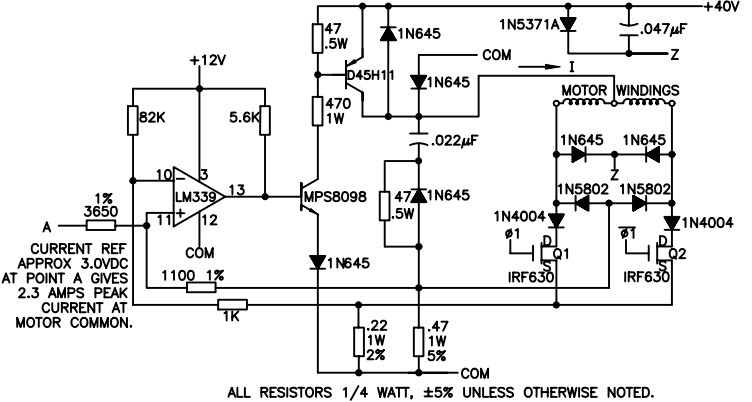 +40V
47
.5W
1N645
1N5371A
.047µF
COM
Z
+12V
D45H11
1N645
I
MOTOR WINDINGS
82K
5.6K
470
1W
.022µF
1N645
1N645
10
−
3
LM339
13
MPS8098
Z
1%
3650
11
+
12
47
.5W
1N645
1N5802
1N5802
A
1N4004
1N4004
COM
ø1
D
Q1
S
ø1
D
Q2
S
CURRENT REF
APPROX 3.0VDC
AT POINT A GIVES
2.3 AMPS PEAK
CURRENT AT
MOTOR COMMON.
1N645
1100 1%
IRF630
IRF630
1K
.22
1W
2%
.47
1W
5%
COM
ALL RESISTORS 1/4 WATT, ±5% UNLESS OTHERWISE NOTED.